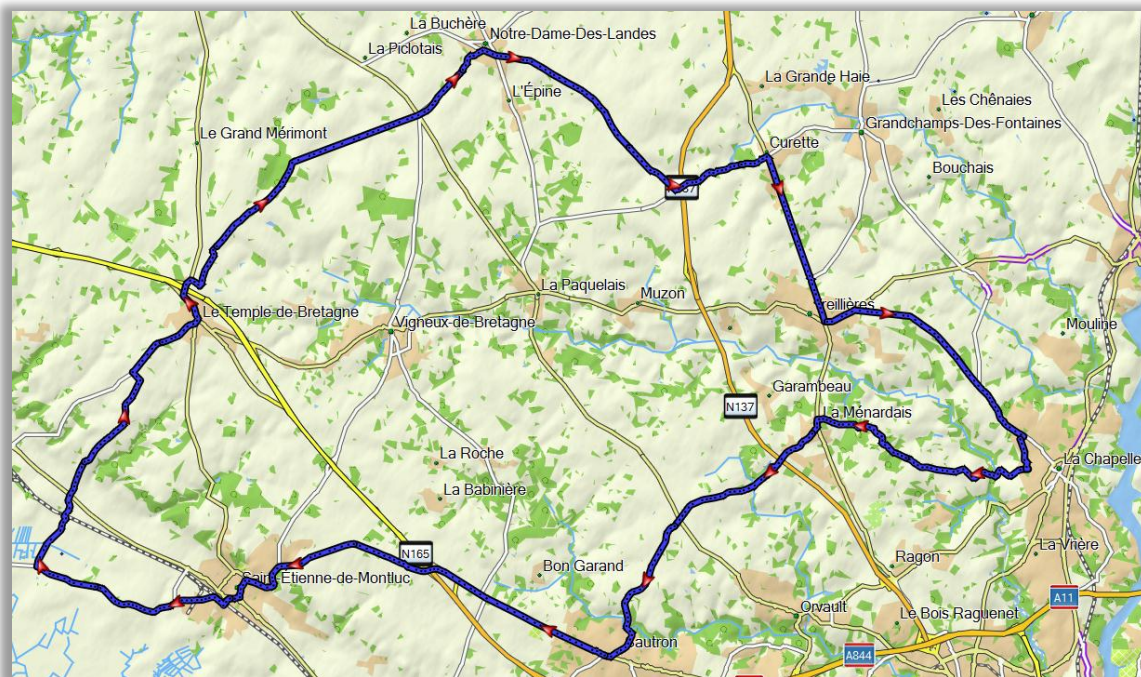 La Buchère
Notre-Dame-Des-Landes
La Piclotais
La Grande Haie
L'Épine
Les Chênaies
Grandchamps-Des-Fontaines
Le Grand Mérimont
Curette
Bouchais
La Paquelais
Muzon
reillières
Le Temple-de-Bretagne
Vigneux-de-Bretagne
Mouline
Garambeau
N137
La Ménardais
La Roche
La Chapelle
La Babinière
N165
La Vrière
Ragon
Bon Garand
Saint Étienne-de-Montluc
A11
Orvault
Le Bois Raguenet
Sautron
A844